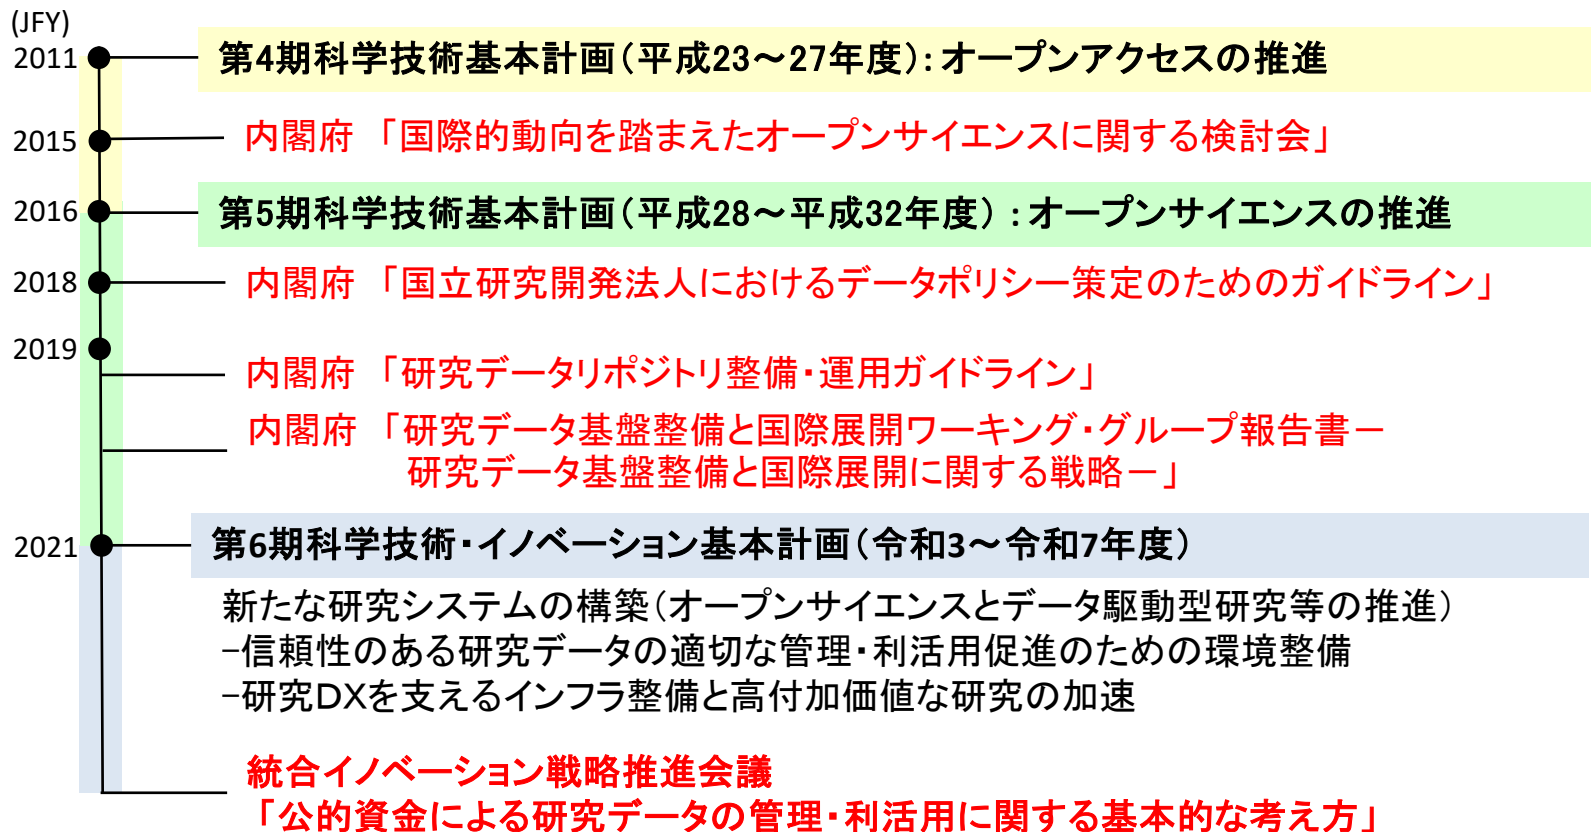 (JFY)
2011 第4期科学技術基本計画（平成23～27年度）：オープンアクセスの推進
2015 内閣府 「国際的動向を踏まえたオープンサイエンスに関する検討会」
2016 第5期科学技術基本計画（平成28～平成32年度）：オープンサイエンスの推進
2018 内閣府 「国立研究開発法人におけるデータポリシー策定のためのガイドライン」
2019
内閣府 「研究データリポジトリ整備・運用ガイドライン」
内閣府 「研究データ基盤整備と国際展開ワーキング・グループ報告書－
研究データ基盤整備と国際展開に関する戦略－」
2021 第6期科学技術・イノベーション基本計画（令和3～令和7年度）
新たな研究システムの構築（オープンサイエンスとデータ駆動型研究等の推進）
-信頼性のある研究データの適切な管理・利活用促進のための環境整備
-研究DXを支えるインフラ整備と高付加価値な研究の加速
統合イノベーション戦略推進会議
「公的資金による研究データの管理・利活用に関する基本的な考え方」